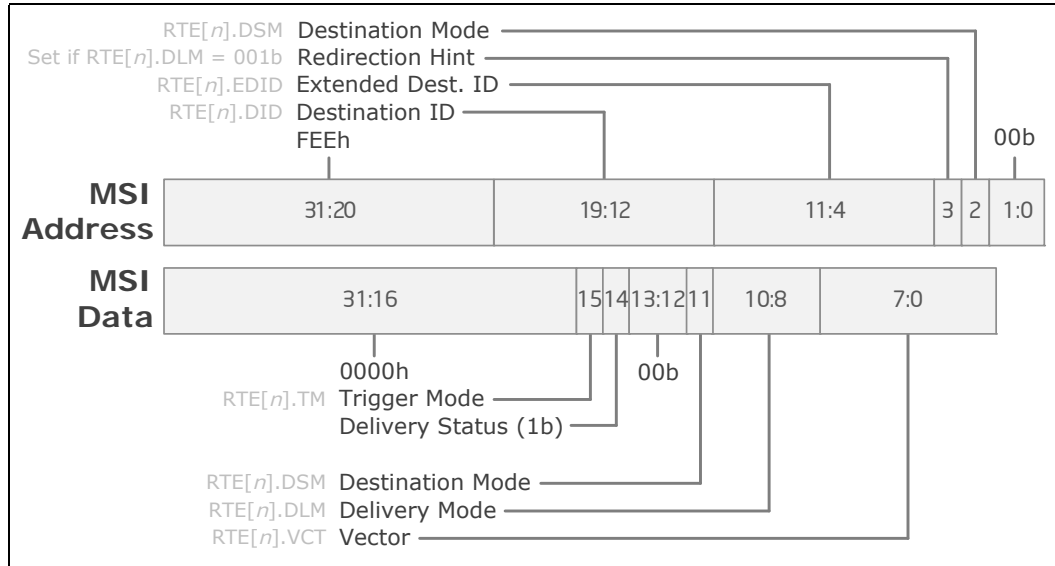 RTE[n].DSM Destination Mode
Set if RTE[n].DLM = 001b Redirection Hint
RTE[n].EDID Extended Dest. ID
RTE[n].DID Destination ID
FEEh 00b
MSI Address 31:20 19:12 11:4 3 2 1:0
MSI Data 31:16 15 14 13:12 11 10:8 7:0
0000h 00b
RTE[n].TM Trigger Mode
Delivery Status (1b)
RTE[n].DSM Destination Mode
RTE[n].DLM Delivery Mode
RTE[n].VCT Vector